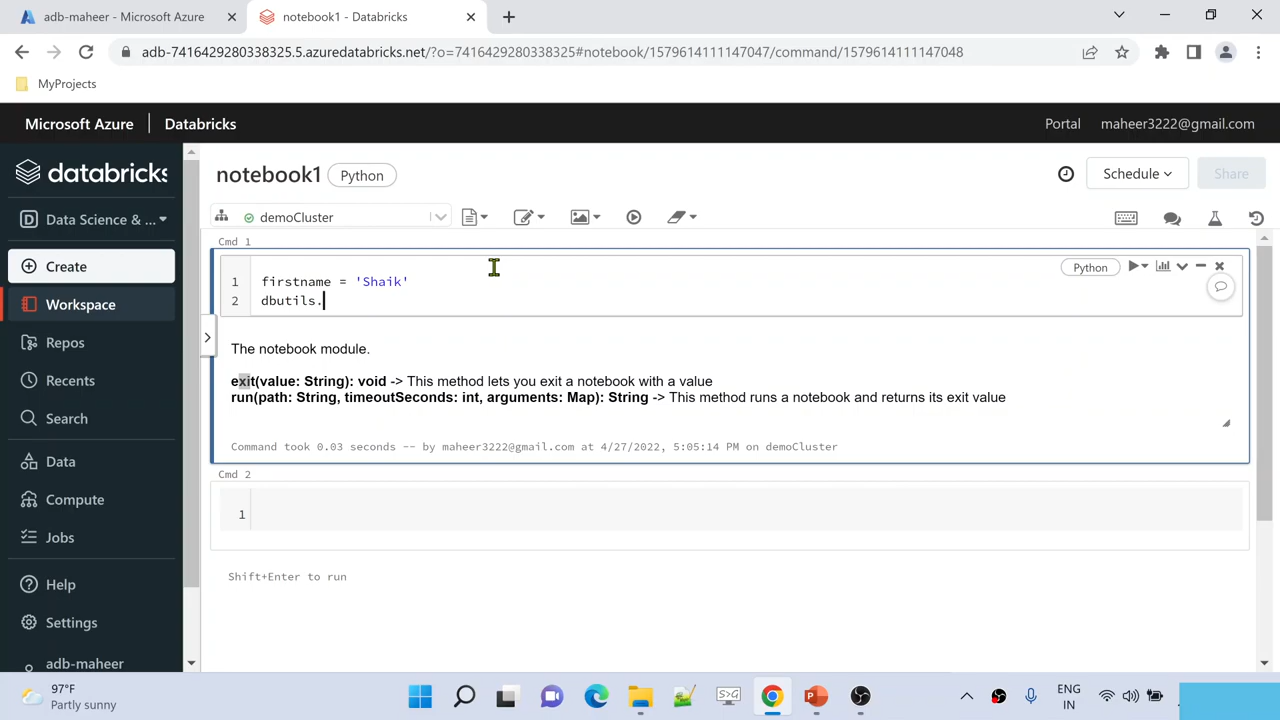 adb-maheer - Microsoft Azure
notebook1 - Databricks
adb-7416429280338325.5.azuredatabricks.net/?o=7416429280338325#notebook/1579614111147047/command/1579614111147048
MyProjects
Microsoft Azure | Databricks
Portal
maheer3222@gmail.com
databricks
notebook1
Python
Schedule
Share
Data Science & ...
demoCluster
Create
Workspace
Repos
Recents
Search
Data
Compute
Jobs
Help
Settings
adb-maheer
Cmd 1
Python
1 firstname = 'Shaik'
2 dbutils.
The notebook module.
exit(value: String): void -> This method lets you exit a notebook with a value
run(path: String, timeoutSeconds: int, arguments: Map): String -> This method runs a notebook and returns its exit value
Command took 0.03 seconds -- by maheer3222@gmail.com at 4/27/2022, 5:05:14 PM on demoCluster
Cmd 2
1
Shift+Enter to run
97°F
Partly sunny
ENG
IN